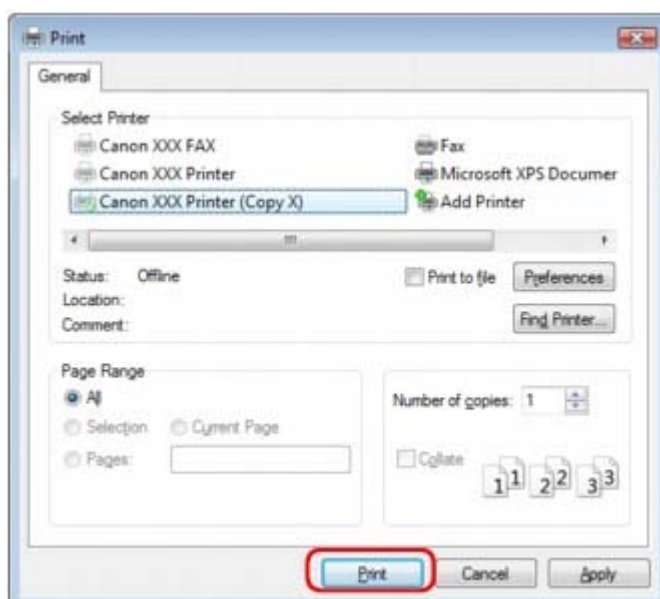 Print
General
Select Printer
Canon XXX FAX
Fax
Canon XXX Printer
Microsoft XPS Documer
Canon XXX Printer (Copy X)
Add Printer
Status: Offline
Print to file
Preferences
Location:
Comment:
Find Printer...
Page Range
All
Number of copies: 1
Selection
Current Page
Pages:
Collate
1 1 2 2 3 3
Print
Cancel
Apply